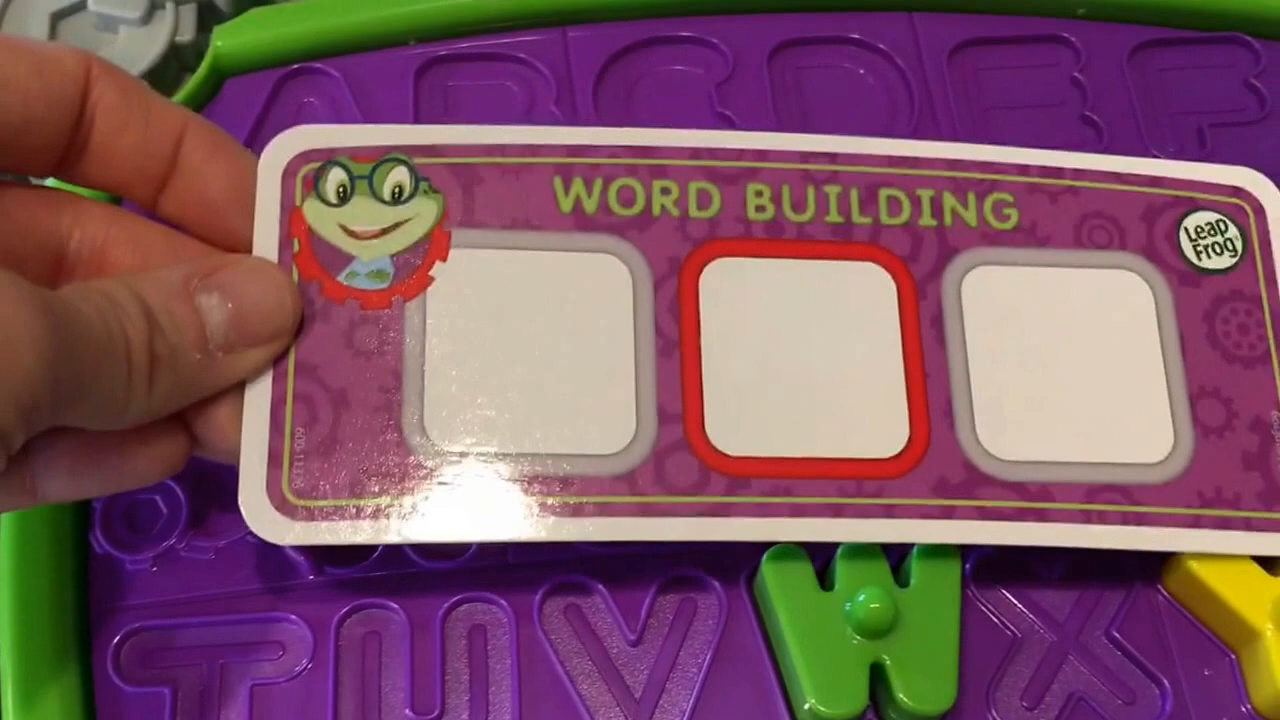 A B C D E F
WORD BUILDING
Leap
Frog
T U V W X Y